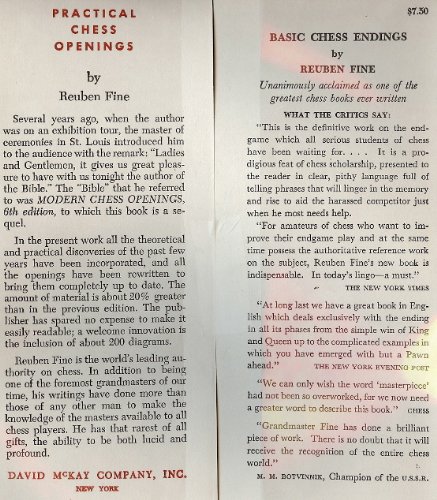 PRACTICAL
CHESS
OPENINGS
by
Reuben Fine
Several years ago, when the author
was on an exhibition tour, the master of
ceremonies in St. Louis introduced him
to the audience with the remark: "Ladies
and Gentlemen, it gives us great pleas-
ure to have with us tonight the author of
the Bible." The "Bible" that he referred
to was MODERN CHESS OPENINGS,
6th edition, to which this book is a se-
quel.
In the present work all the theoretical
and practical discoveries of the past few
years have been incorporated, and all
the openings have been rewritten to
bring them completely up to date. The
amount of material is about 20% greater
than in the previous edition. The pub-
lisher has spared no expense to make it
easily readable; a welcome innovation is
the inclusion of about 200 diagrams.
Reuben Fine is the world's leading au-
thority on chess. In addition to being
one of the foremost grandmasters of our
time, his writings have done more than
those of any other man to make the
knowledge of the masters available to all
chess players. He has that rarest of all
gifts, the ability to be both lucid and
profound.
DAVID McKAY COMPANY, INC.
NEW YORK
$7.50
BASIC CHESS ENDINGS
by
REUBEN FINE
Unanimously acclaimed as one of the
greatest chess books ever written
WHAT THE CRITICS SAY:
"This is the definitive work on the end-
game which all serious students of chess
have been waiting for. . . . It is a pro-
digious feat of chess scholarship, presented to
the reader in clear, pithy language full of
telling phrases that will linger in the memory
and rise to aid the harassed competitor just
when he most needs help.
"For amateurs of chess who want to im-
prove their endgame play and at the same
time possess the authoritative reference work
on the subject, Reuben Fine's new book is
indispensable. In today's lingo—a must."
THE NEW YORK TIMES
"At long last we have a great book in English
which deals exclusively with the ending
in all its phases from the simple win of King
and Queen up to the complicated examples in
which you have emerged with but a Pawn
ahead." THE NEW YORK EVENING POST
"We can only wish the word 'masterpiece'
had not been so overworked, for we now need
a greater word to describe this book." CHESS
"Grandmaster Fine has done a brilliant
piece of work. There is no doubt that it will
receive the recognition of the entire chess
world."
M. M. BOTVINNIK, Champion of the U.S.S.R.